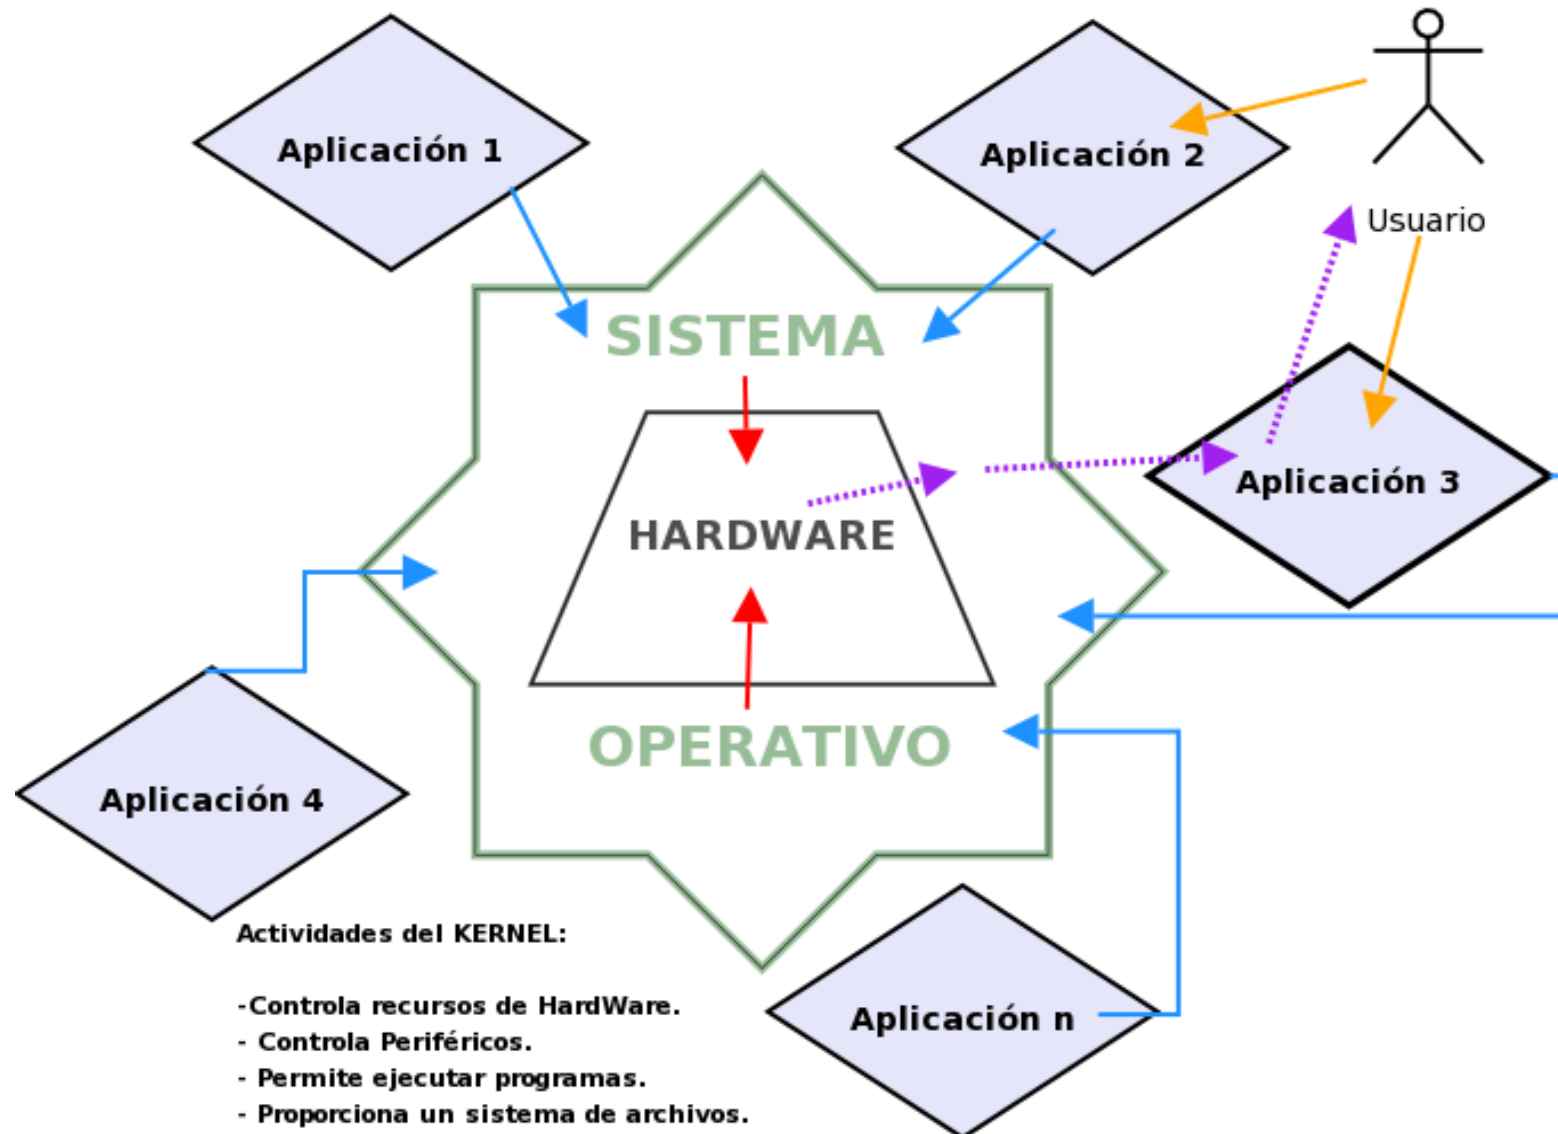 Aplicación 1
Aplicación 2
Usuario
SISTEMA
HARDWARE
Aplicación 3
OPERATIVO
Aplicación 4
Aplicación n
Actividades del KERNEL:
-Controla recursos de HardWare.
- Controla Periféricos.
- Permite ejecutar programas.
- Proporciona un sistema de archivos.